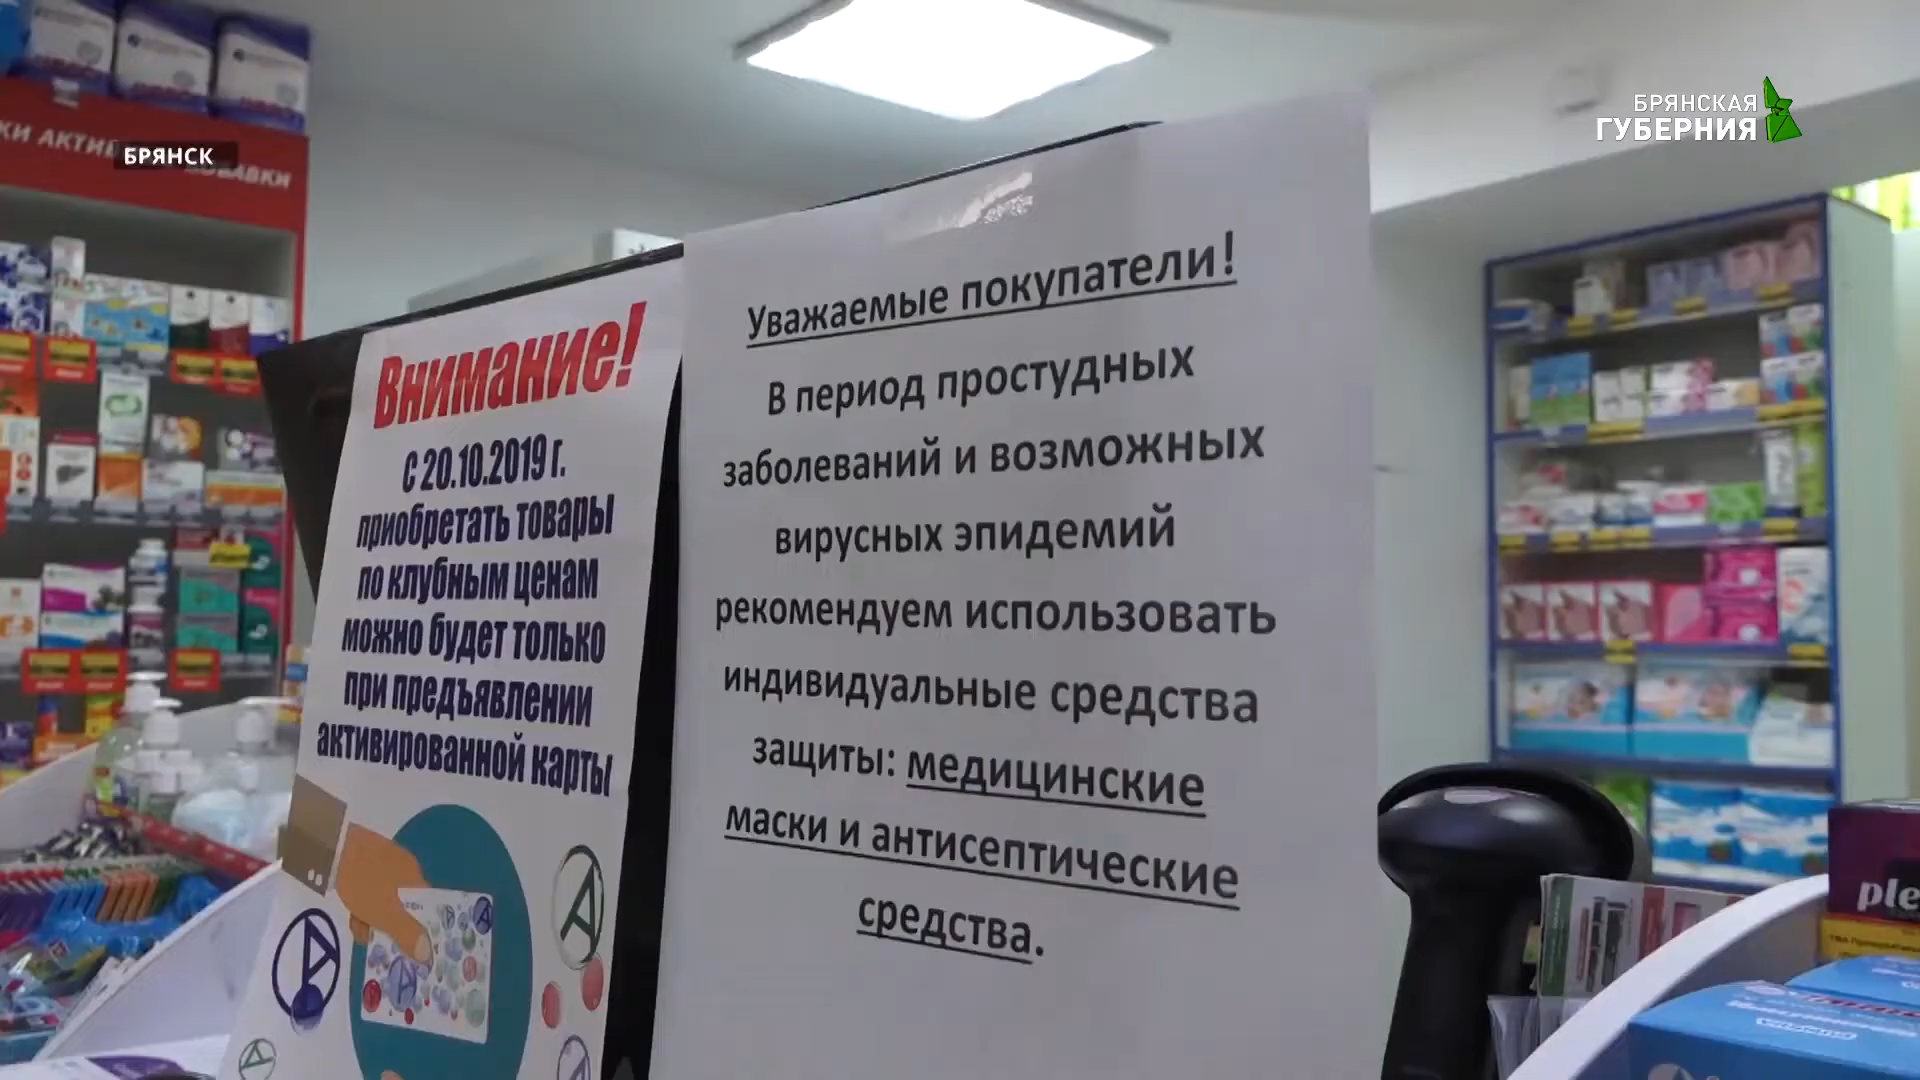 БРЯНСКАЯ
ГУБЕРНИЯ
БРЯНСК
Внимание!
С 20.10.2019 г.
приобретать товары
по клубным ценам
можно будет только
при предъявлении
активированной карты
Уважаемые покупатели!
В период простудных
заболеваний и возможных
вирусных эпидемий
рекомендуем использовать
индивидуальные средства
защиты: медицинские
маски и антисептические
средства.